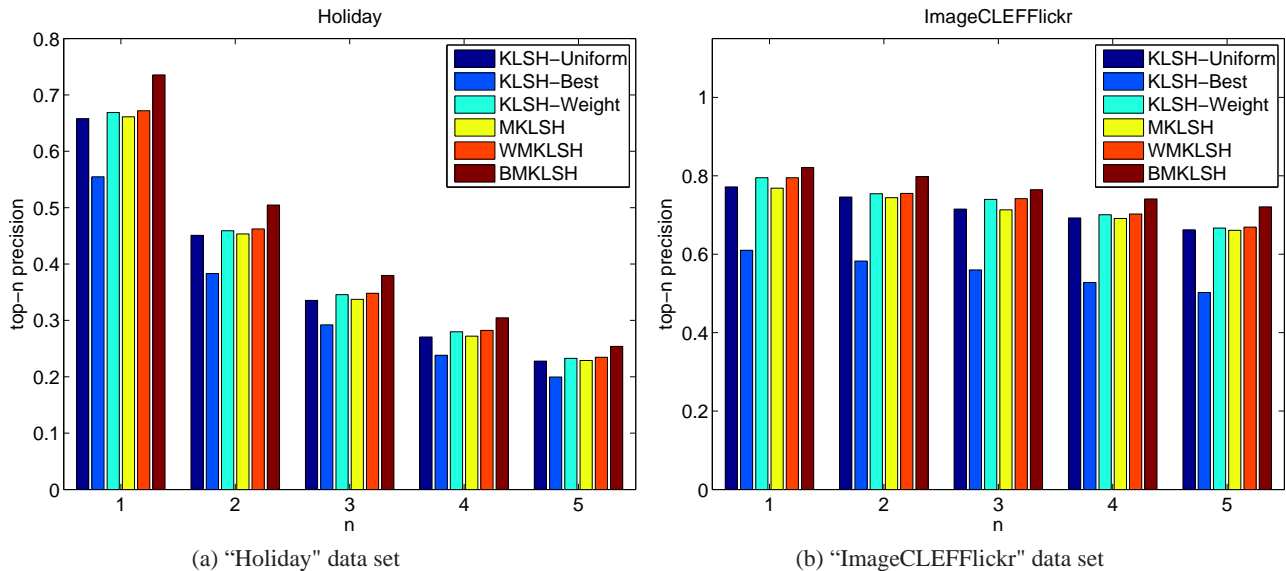 Holiday
0.8
0.7
0.6
0.5
0.4
0.3
0.2
0.1
0
top−n precision
KLSH−Uniform
KLSH−Best
KLSH−Weight
MKLSH
WMKLSH
BMKLSH
1 2 3 4 5
n
(a) “Holiday" data set
ImageCLEFFlickr
1
0.8
0.6
0.4
0.2
0
top−n precision
KLSH−Uniform
KLSH−Best
KLSH−Weight
MKLSH
WMKLSH
BMKLSH
1 2 3 4 5
n
(b) “ImageCLEFFlickr" data set